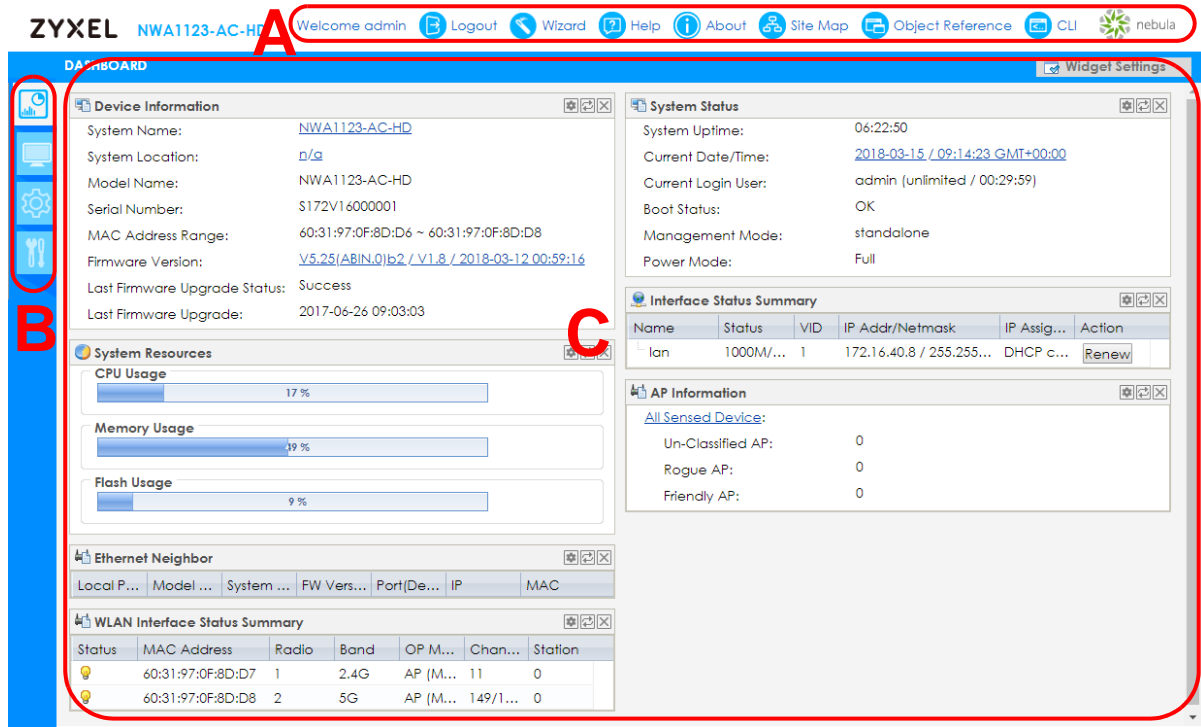 ZYXEL NWA1123-AC-HD
A
Welcome admin Logout Wizard Help About Site Map Object Reference CLI nebula
DASHBOARD
Widget Settings
B
C
Device Information
System Name: NWA1123-AC-HD
System Location: n/a
Model Name: NWA1123-AC-HD
Serial Number: S172V16000001
MAC Address Range: 60:31:97:0F:8D:D6 ~ 60:31:97:0F:8D:D8
Firmware Version: V5.25(ABIN.0)b2 / V1.8 / 2018-03-12 00:59:16
Last Firmware Upgrade Status: Success
Last Firmware Upgrade: 2017-06-26 09:03:03
System Resources
CPU Usage
17 %
Memory Usage
49 %
Flash Usage
9 %
Ethernet Neighbor
Local P... Model ... System ... FW Vers... Port(De... IP MAC
WLAN Interface Status Summary
Status MAC Address Radio Band OP M... Chan... Station
60:31:97:0F:8D:D7 1 2.4G AP (M... 11 0
60:31:97:0F:8D:D8 2 5G AP (M... 149/1... 0
System Status
System Uptime: 06:22:50
Current Date/Time: 2018-03-15 / 09:14:23 GMT+00:00
Current Login User: admin (unlimited / 00:29:59)
Boot Status: OK
Management Mode: standalone
Power Mode: Full
Interface Status Summary
Name Status VID IP Addr/Netmask IP Assig... Action
lan 1000M/... 1 172.16.40.8 / 255.255... DHCP c... Renew
AP Information
All Sensed Device:
Un-Classified AP: 0
Rogue AP: 0
Friendly AP: 0